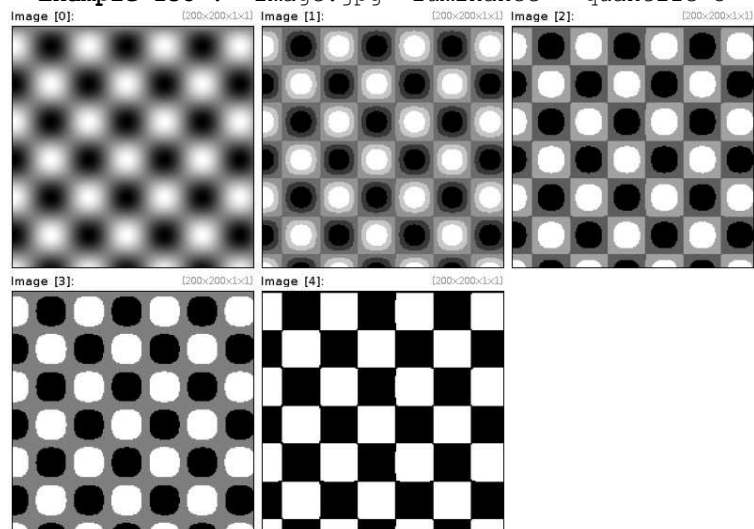 Image [0]: (200×200×1×1)
Image [1]: (200×200×1×1)
Image [2]: (200×200×1×1)
Image [3]: (200×200×1×1)
Image [4]: (200×200×1×1)